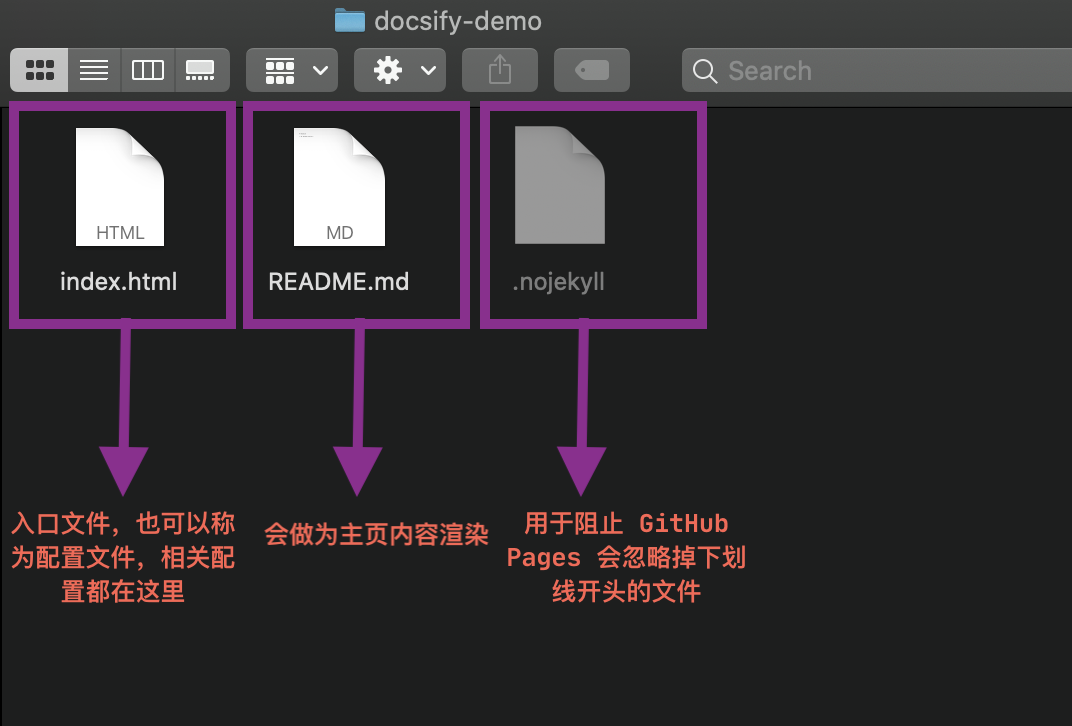 docsify-demo
Search
HTML
MD
index.html
README.md
.nojekyll
入口文件，也可以称
为配置文件，相关配
置都在这里
会做为主页内容渲染
用于阻止 GitHub
Pages 会忽略掉下划
线开头的文件